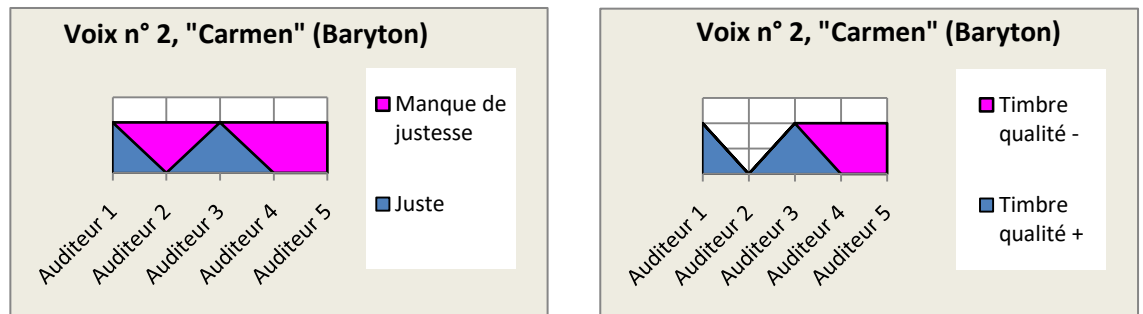 Voix n° 2, "Carmen" (Baryton)
Manque de
justesse
Juste
Auditeur 1
Auditeur 2
Auditeur 3
Auditeur 4
Auditeur 5
Voix n° 2, "Carmen" (Baryton)
Timbre
qualité -
Timbre
qualité +
Auditeur 1
Auditeur 2
Auditeur 3
Auditeur 4
Auditeur 5